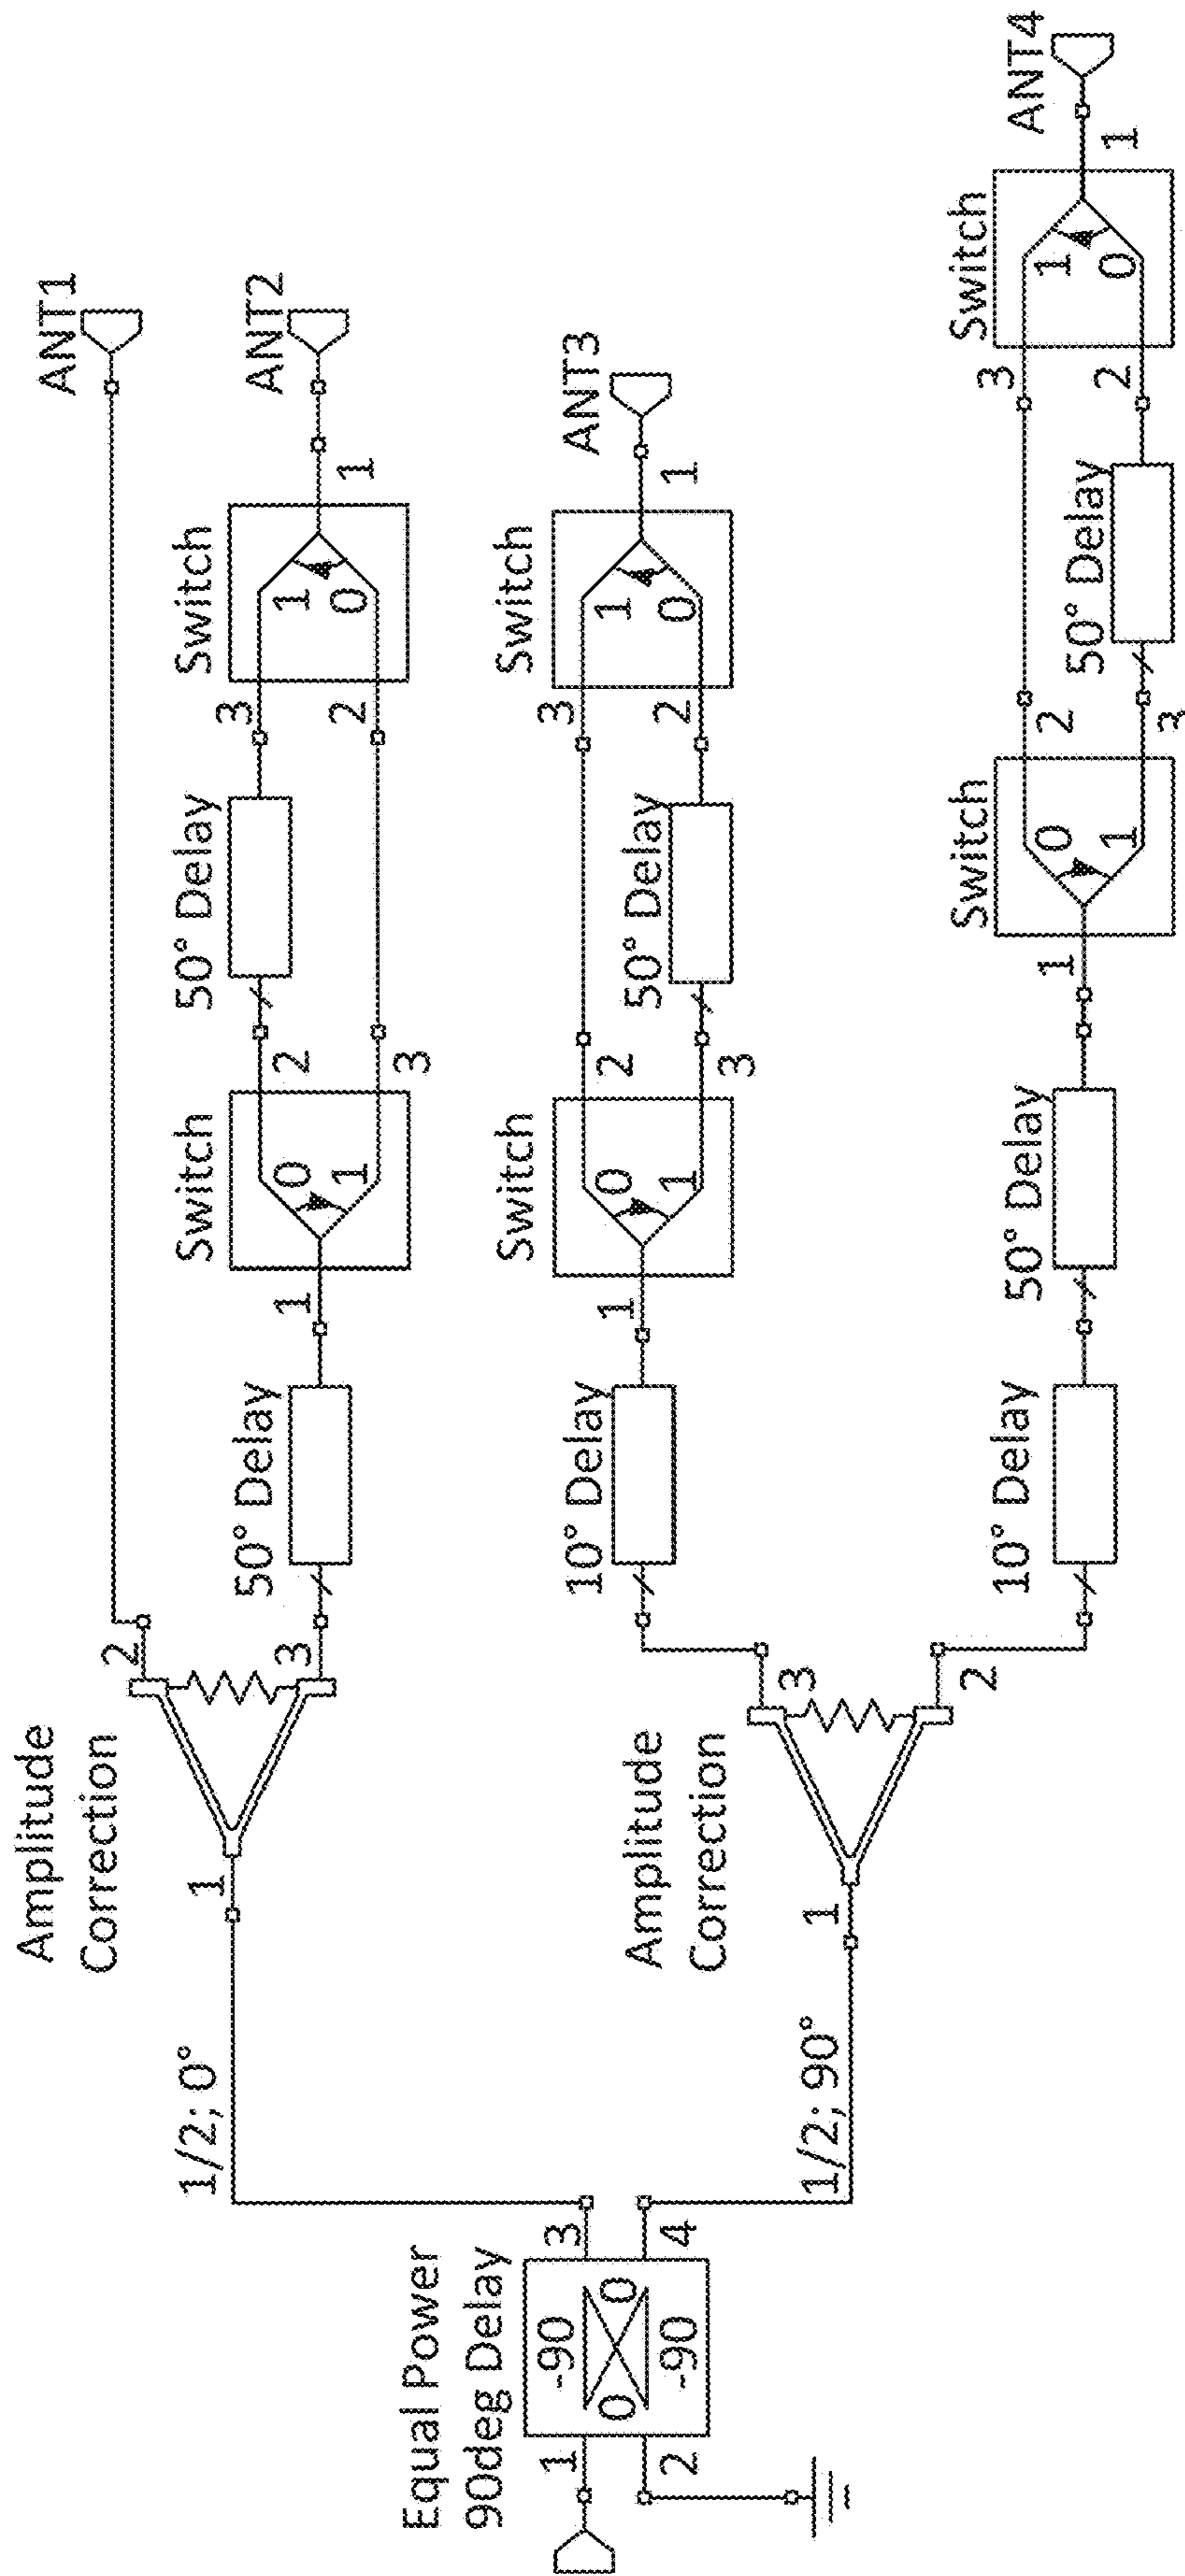 Equal Power
90deg Delay
1
2
-90
0
0
-90
3
4
1/2; 0°
1/2; 90°
Amplitude
Correction
1
2
3
Amplitude
Correction
1
3
2
ANT1
50° Delay
1
Switch
0
1
2
3
50° Delay
3
2
Switch
1
0
1
ANT2
10° Delay
1
Switch
0
1
2
3
50° Delay
3
2
Switch
1
0
1
ANT3
10° Delay
50° Delay
1
Switch
0
1
2
3
50° Delay
3
2
Switch
1
0
1
ANT4